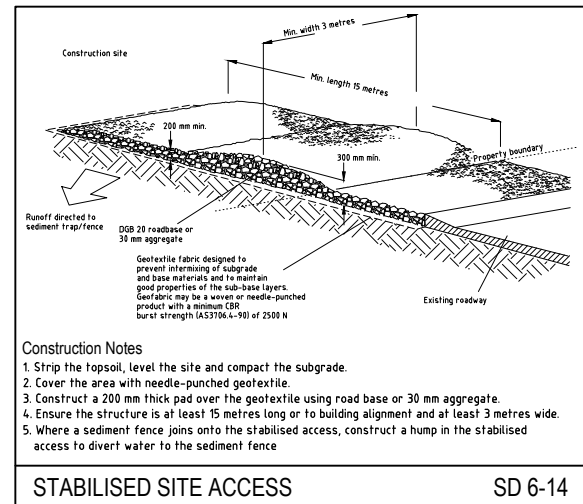 Min. width 3 metres
Construction site
Min. length 15 metres
200 mm min.
Property boundary
300 mm min.
Runoff directed to
sediment trap/fence
DGB 20 roadbase or
30 mm aggregate
Geotextile fabric designed to
prevent intermixing of subgrade
and base materials and to maintain
good properties of the sub-base layers.
Geofabric may be a woven or needle-punched
product with a minimum CBR
burst strength (AS3706.4-90) of 2500 N
Existing roadway
Construction Notes
1. Strip the topsoil, level the site and compact the subgrade.
2. Cover the area with needle-punched geotextile.
3. Construct a 200 mm thick pad over the geotextile using road base or 30 mm aggregate.
4. Ensure the structure is at least 15 metres long or to building alignment and at least 3 metres wide.
5. Where a sediment fence joins onto the stabilised access, construct a hump in the stabilised
access to divert water to the sediment fence
STABILISED SITE ACCESS SD 6-14